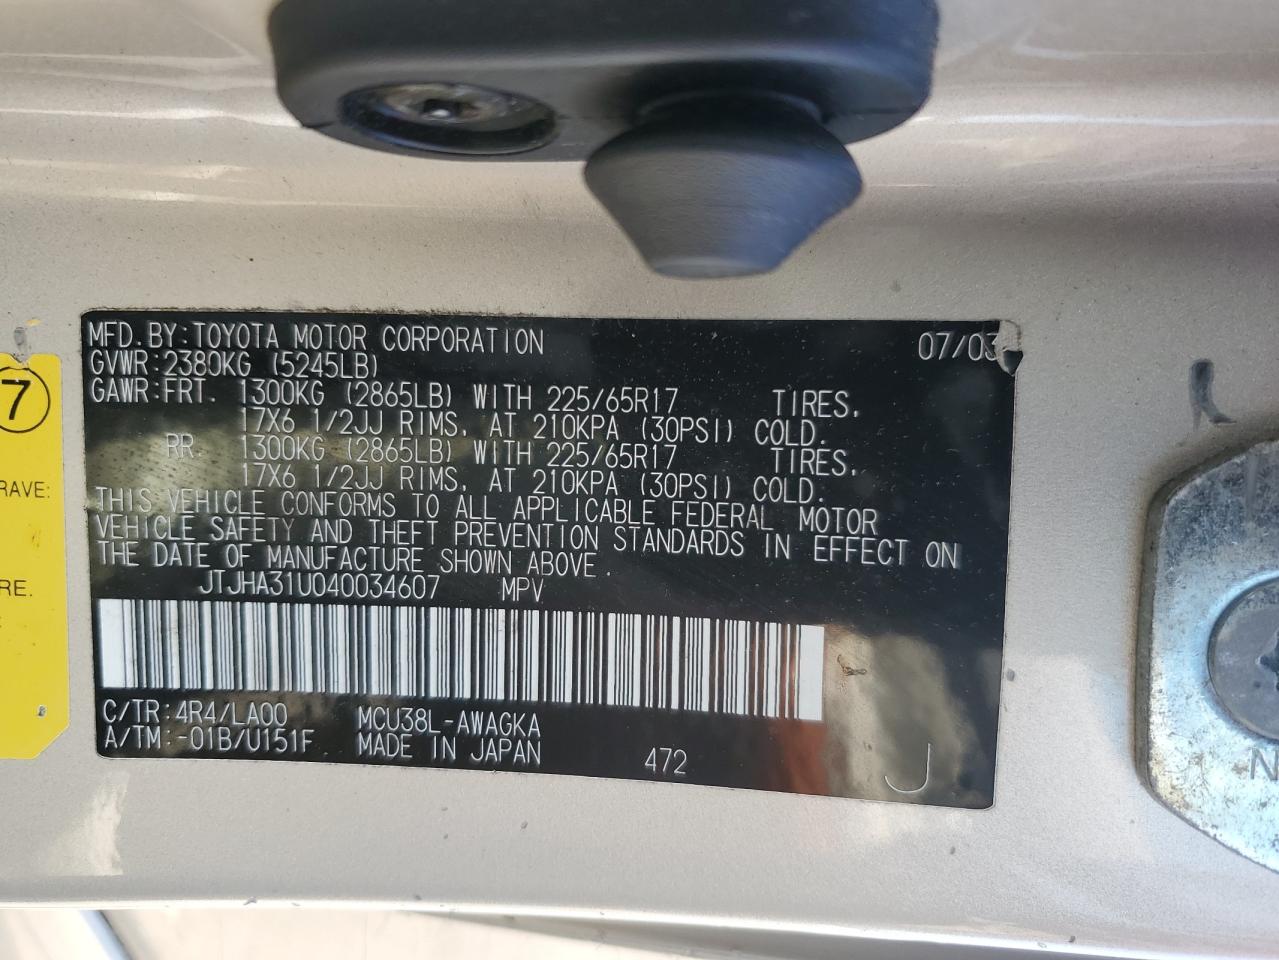 MFD.BY:TOYOTA MOTOR CORPORATION 07/03
GVWR:2380KG (5245LB)
GAWR:FRT. 1300KG (2865LB) WITH 225/65R17 TIRES,
17X6 1/2JJ RIMS, AT 210KPA (30PSI) COLD.
RR. 1300KG (2865LB) WITH 225/65R17 TIRES,
17X6 1/2JJ RIMS, AT 210KPA (30PSI) COLD.
THIS VEHICLE CONFORMS TO ALL APPLICABLE FEDERAL MOTOR
VEHICLE SAFETY AND THEFT PREVENTION STANDARDS IN EFFECT ON
THE DATE OF MANUFACTURE SHOWN ABOVE.
JTJHA31U040034607 MPV
C/TR:4R4/LA00 MCU38L-AWAGKA
A/TM:-01B/U151F MADE IN JAPAN 472 J
7
RAVE:
RE.
N